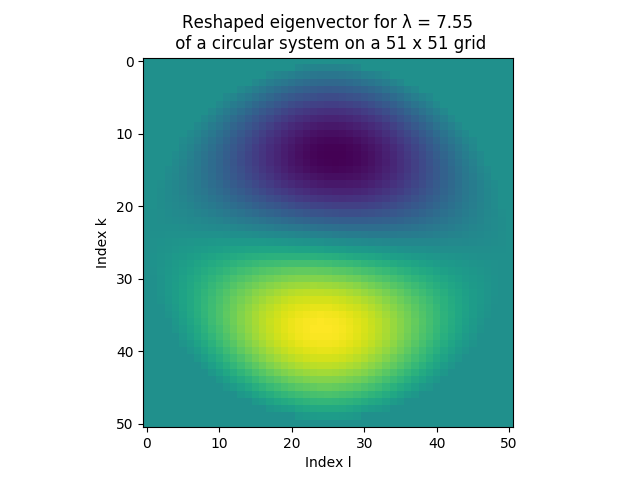 Reshaped eigenvector for λ = 7.55
of a circular system on a 51 x 51 grid
0
10
20
30
40
50
Index k
0 10 20 30 40 50
Index l